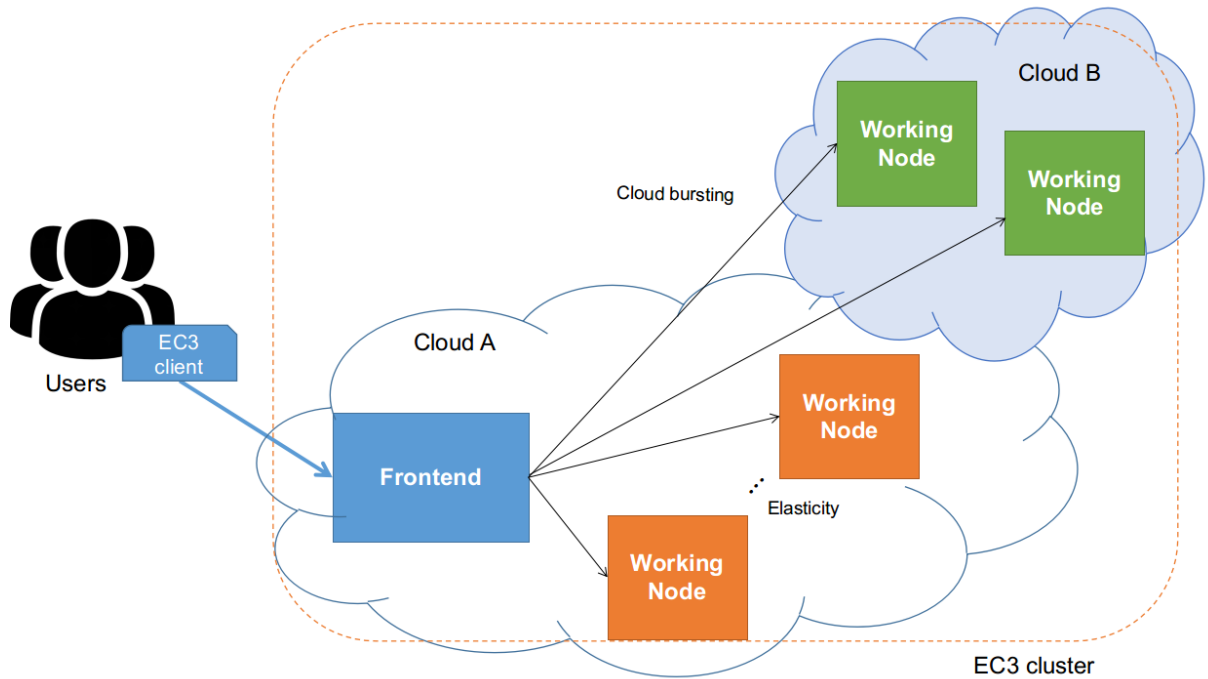 Cloud B
Working
Node
Working
Node
Cloud bursting
EC3
client
Users
Cloud A
Working
Node
Frontend
Elasticity
Working
Node
EC3 cluster